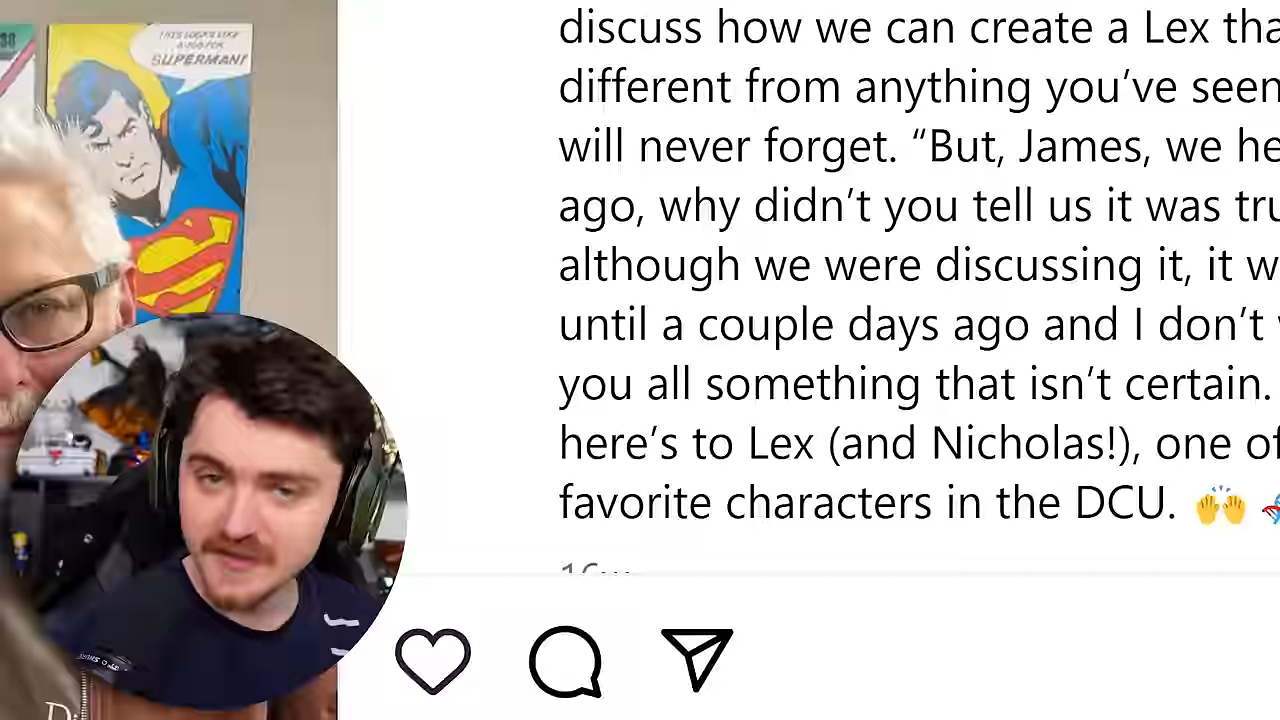 THIS LOOKS LIKE
A JOB FOR
SUPERMAN!
discuss how we can create a Lex tha
different from anything you’ve seen
will never forget. “But, James, we he
ago, why didn’t you tell us it was tru
although we were discussing it, it w
until a couple days ago and I don’t
you all something that isn’t certain.
here’s to Lex (and Nicholas!), one of
favorite characters in the DCU. 🙌